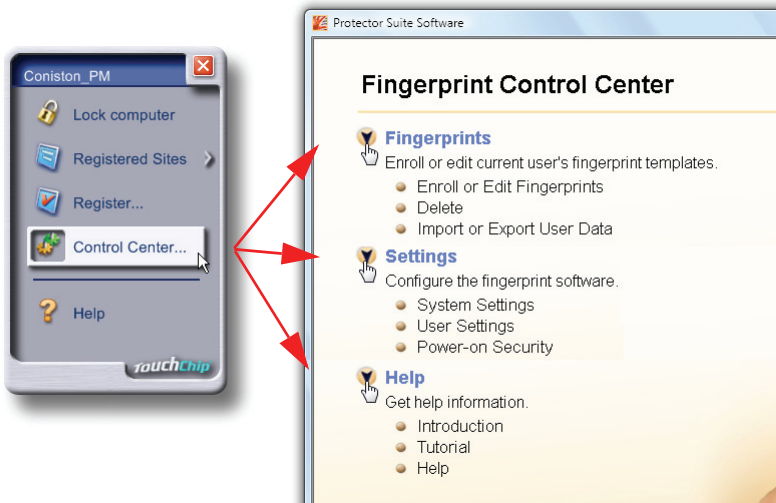 Coniston_PM
Lock computer
Registered Sites
Register...
Control Center...
Help
TouchChip
Protector Suite Software
Fingerprint Control Center
Fingerprints
Enroll or edit current user's fingerprint templates.
Enroll or Edit Fingerprints
Delete
Import or Export User Data
Settings
Configure the fingerprint software.
System Settings
User Settings
Power-on Security
Help
Get help information.
Introduction
Tutorial
Help